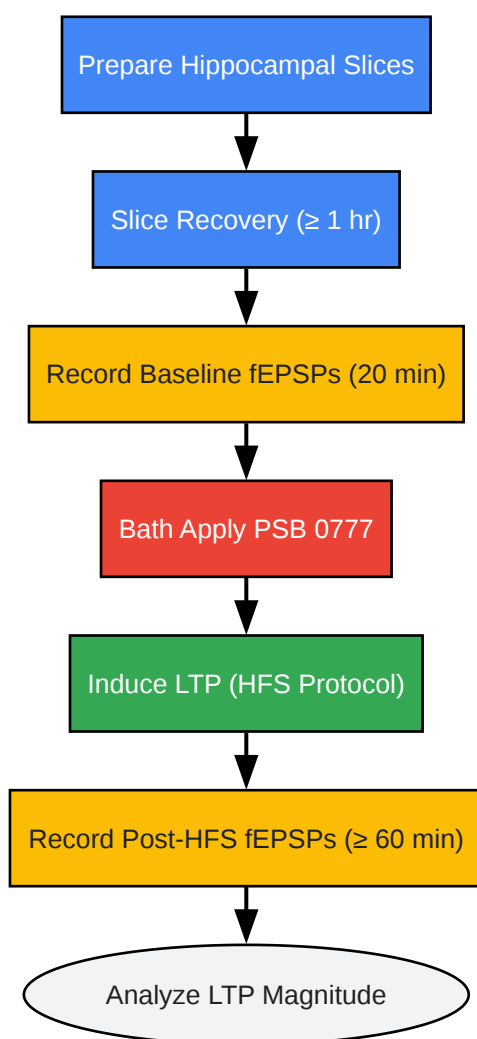 Prepare Hippocampal Slices
Slice Recovery (≥ 1 hr)
Record Baseline fEPSPs (20 min)
Bath Apply PSB 0777
Induce LTP (HFS Protocol)
Record Post-HFS fEPSPs (≥ 60 min)
Analyze LTP Magnitude